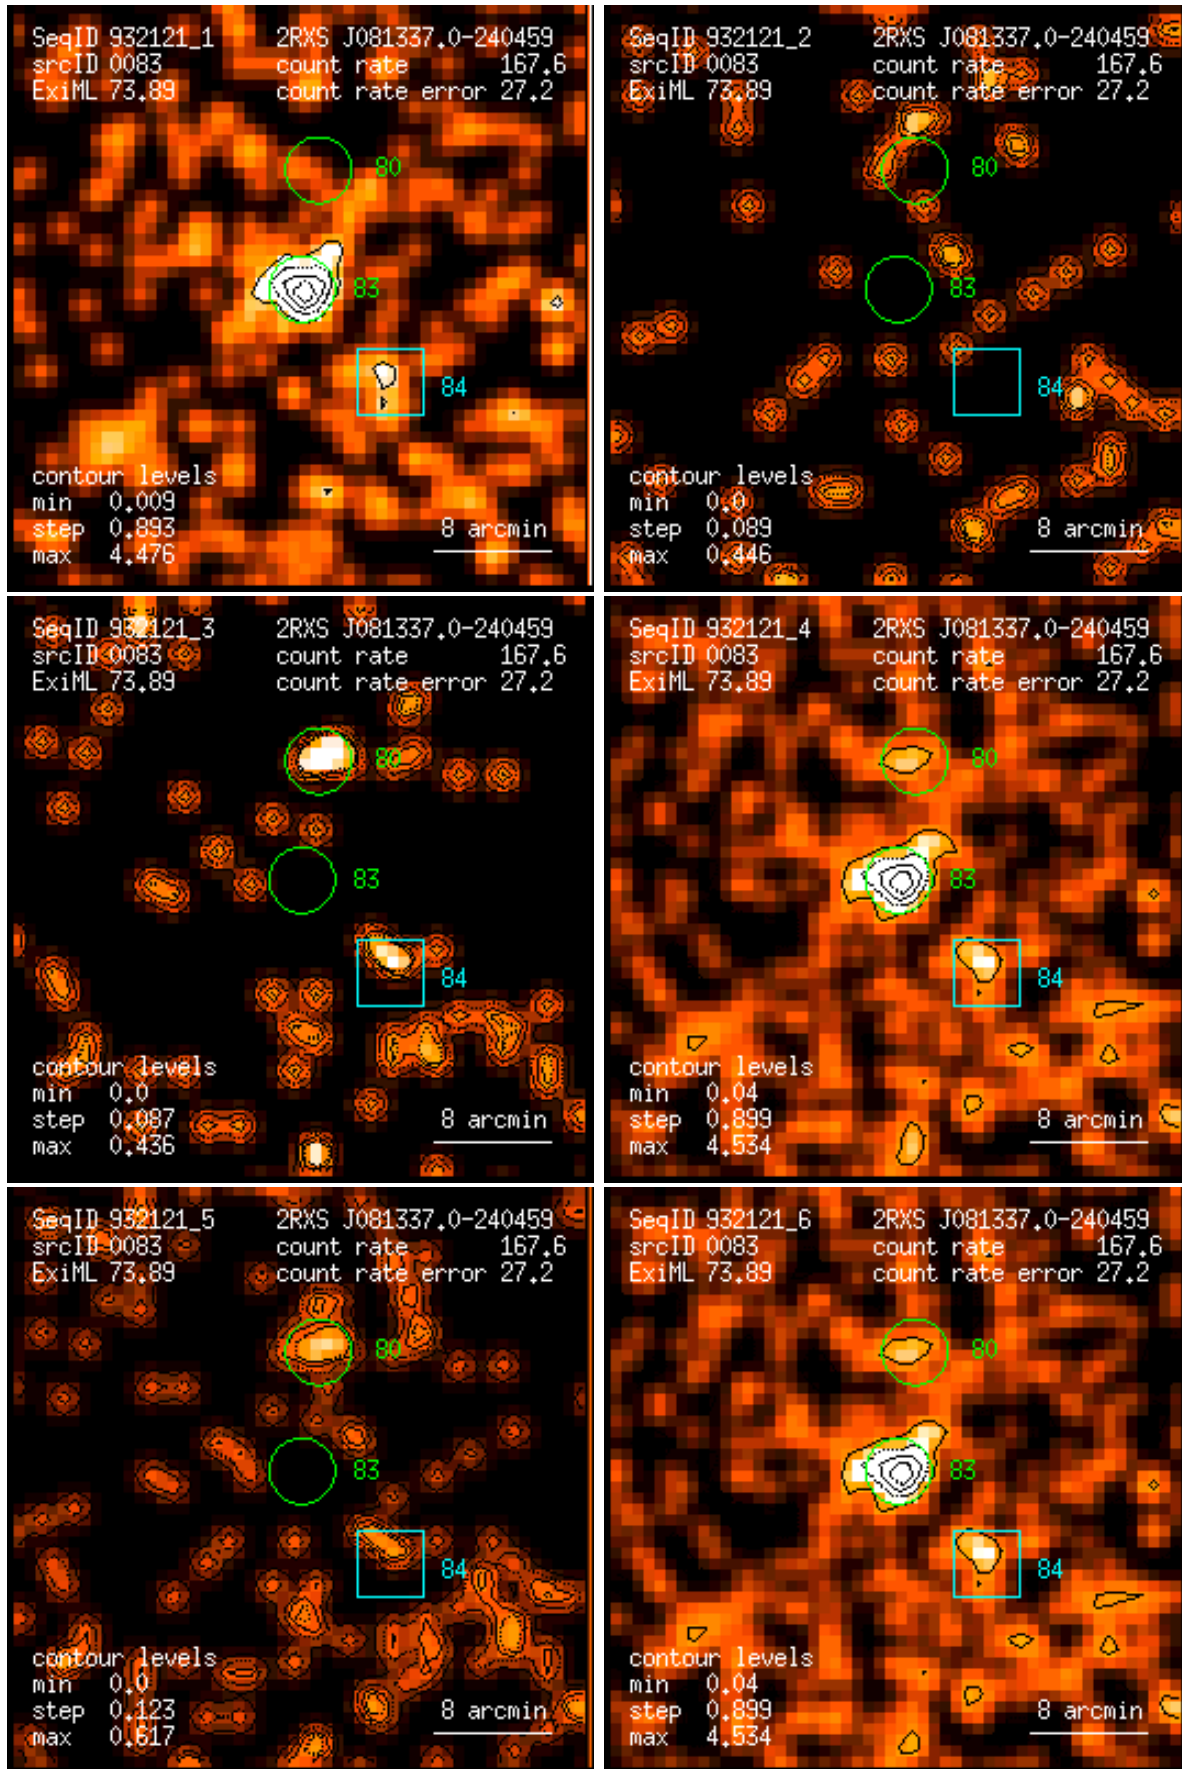 SeqID 932121_1 2RXS J081337.0-240459
srcID 0083 count rate 167.6
ExiML 73.89 count rate error 27.2
80
83
84
contour levels
min 0.009
step 0.893 8 arcmin
max 4.476
SeqID 932121_2 2RXS J081337.0-240459
srcID 0083 count rate 167.6
ExiML 73.89 count rate error 27.2
80
83
84
contour levels
min 0.0
step 0.089 8 arcmin
max 0.446
SeqID 932121_3 2RXS J081337.0-240459
srcID 0083 count rate 167.6
ExiML 73.89 count rate error 27.2
80
83
84
contour levels
min 0.0
step 0.087 8 arcmin
max 0.436
SeqID 932121_4 2RXS J081337.0-240459
srcID 0083 count rate 167.6
ExiML 73.89 count rate error 27.2
80
83
84
contour levels
min 0.04
step 0.899 8 arcmin
max 4.534
SeqID 932121_5 2RXS J081337.0-240459
srcID 0083 count rate 167.6
ExiML 73.89 count rate error 27.2
80
83
84
contour levels
min 0.0
step 0.123 8 arcmin
max 0.617
SeqID 932121_6 2RXS J081337.0-240459
srcID 0083 count rate 167.6
ExiML 73.89 count rate error 27.2
80
83
84
contour levels
min 0.04
step 0.899 8 arcmin
max 4.534